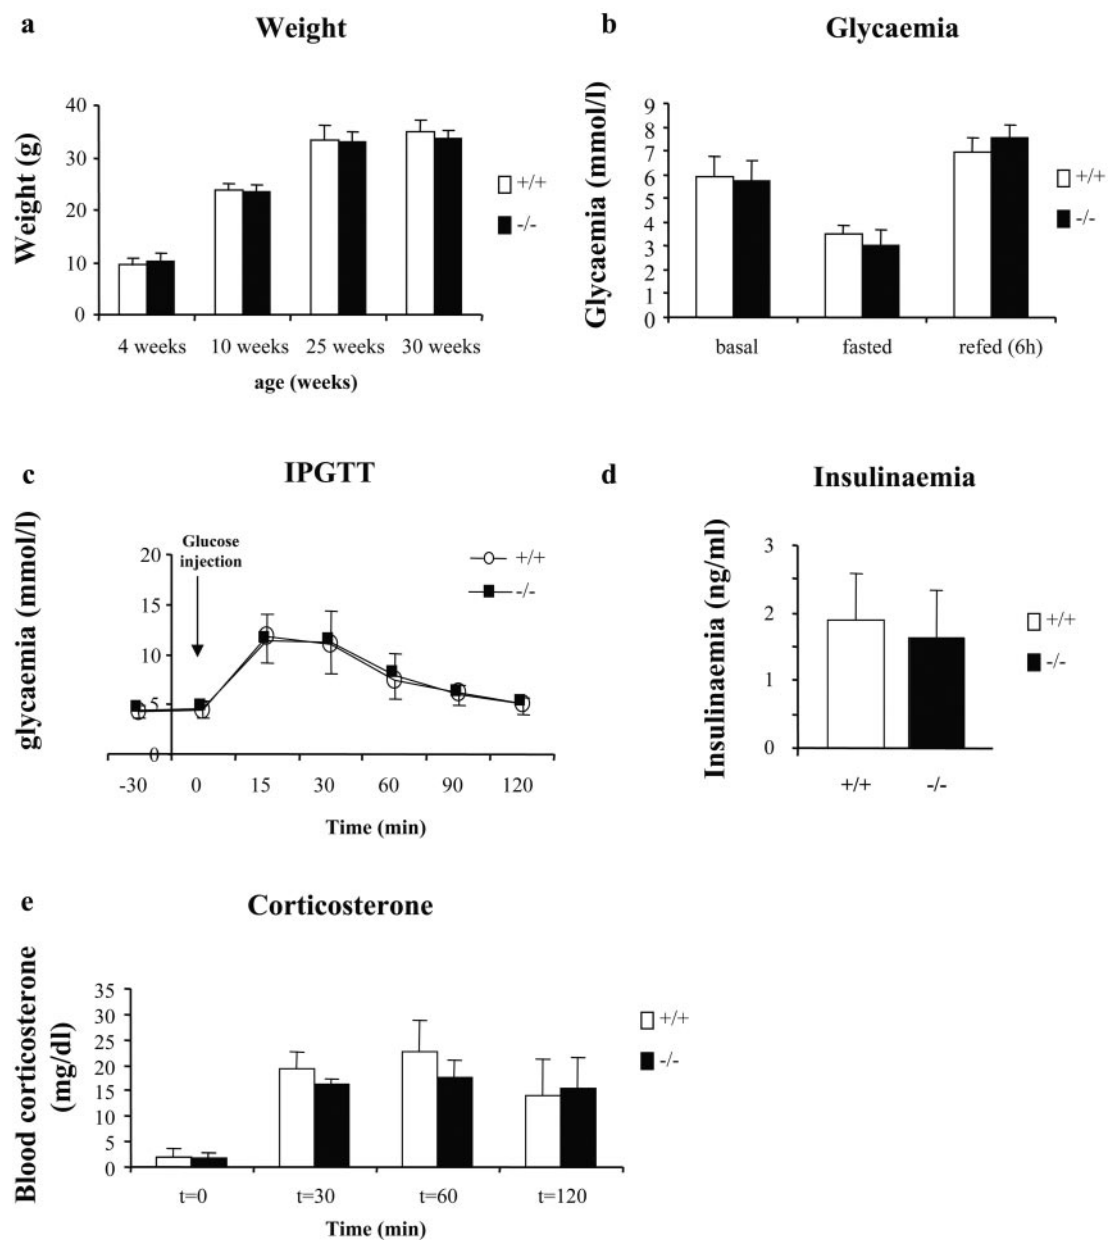 a
Weight
Weight (g)
40
30
20
10
0
4 weeks 10 weeks 25 weeks 30 weeks
age (weeks)
+/+
-/-
b
Glycaemia
Glycaemia (mmol/l)
9
8
7
6
5
4
3
2
1
0
basal fasted refed (6h)
+/+
-/-
c
IPGTT
glycaemia (mmol/l)
Glucose
injection
20
15
10
5
0
-30 0 15 30 60 90 120
Time (min)
+/+
-/-
d
Insulinaemia
Insulinaemia (ng/ml)
3
2
1
0
+/+ -/-
+/+
-/-
e
Corticosterone
Blood corticosterone
(mg/dl)
35
30
25
20
15
10
5
0
t=0 t=30 t=60 t=120
Time (min)
+/+
-/-